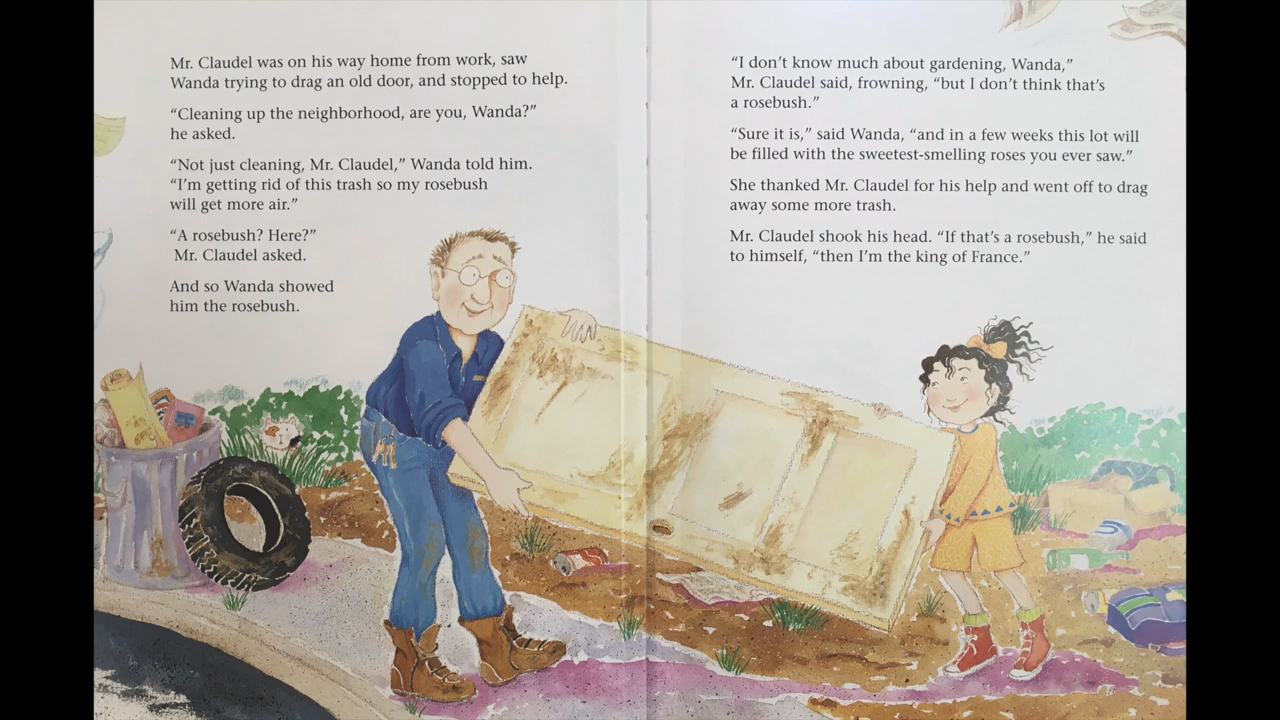 Mr. Claudel was on his way home from work, saw
Wanda trying to drag an old door, and stopped to help.
“Cleaning up the neighborhood, are you, Wanda?”
he asked.
“Not just cleaning, Mr. Claudel,” Wanda told him.
“I’m getting rid of this trash so my rosebush
will get more air.”
“A rosebush? Here?”
Mr. Claudel asked.
And so Wanda showed
him the rosebush.
“I don’t know much about gardening, Wanda,”
Mr. Claudel said, frowning, “but I don’t think that’s
a rosebush.”
“Sure it is,” said Wanda, “and in a few weeks this lot will
be filled with the sweetest-smelling roses you ever saw.”
She thanked Mr. Claudel for his help and went off to drag
away some more trash.
Mr. Claudel shook his head. “If that’s a rosebush,” he said
to himself, “then I’m the king of France.”